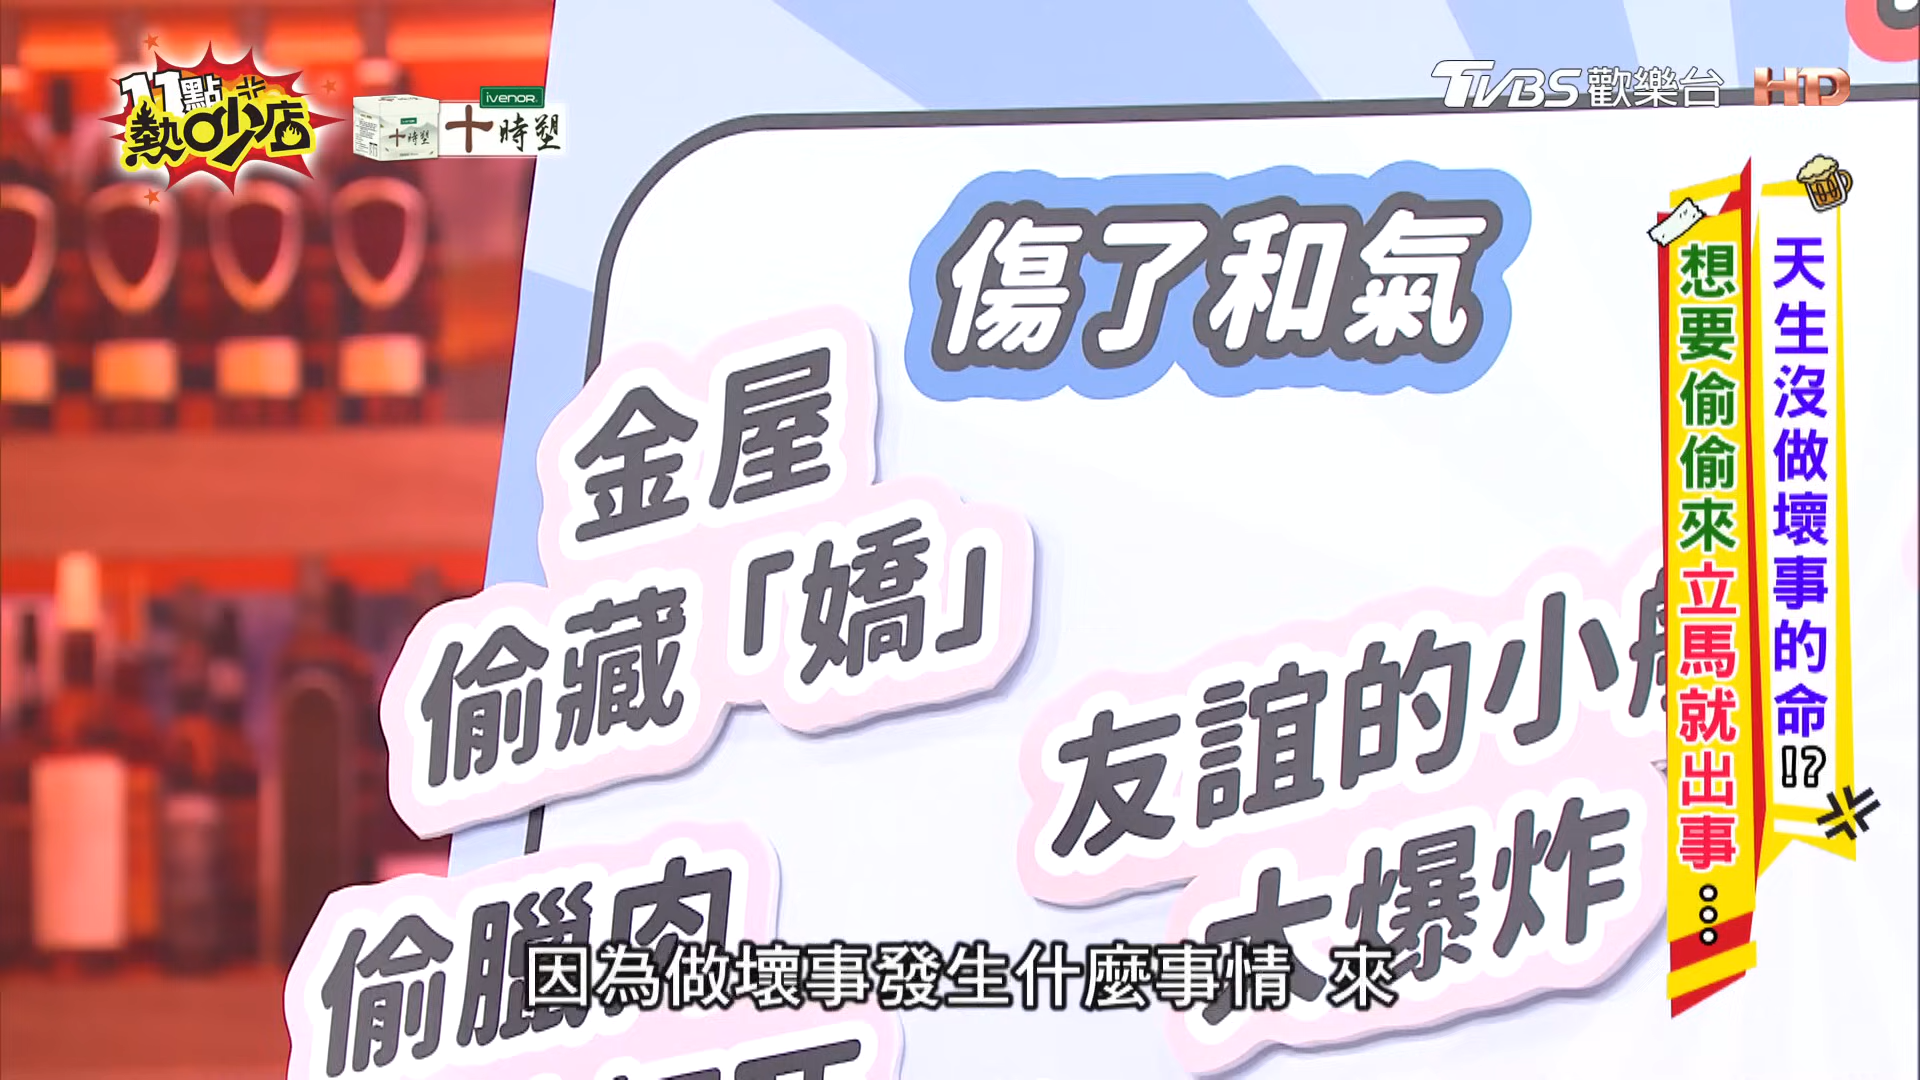 11點
熱吵店
ivenor
十時塑
TVBS歡樂台 HD
傷了和氣
金屋
偷藏「嬌」
友誼的小
大爆炸
偷臘肉
天生沒做壞事的命!?
想要偷偷來立馬就出事...
因為做壞事發生什麼事情 來